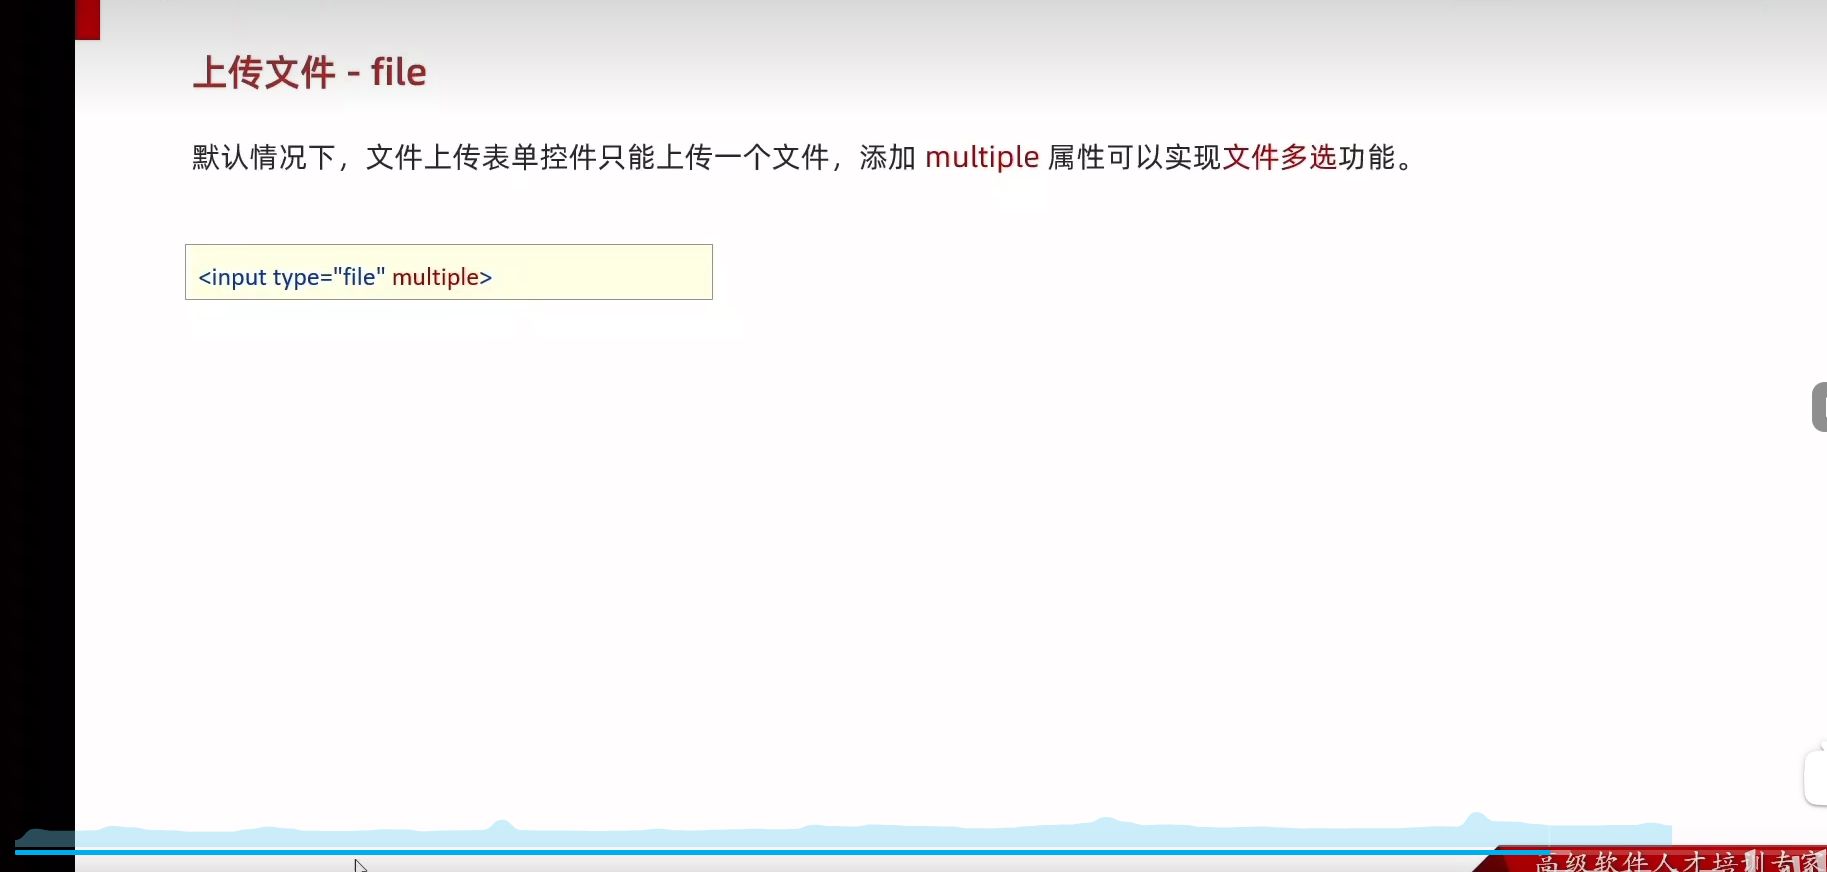 上传文件 - file
默认情况下，文件上传表单控件只能上传一个文件，添加 multiple 属性可以实现文件多选功能。
<input type="file" multiple>
高级软件人才培训专家